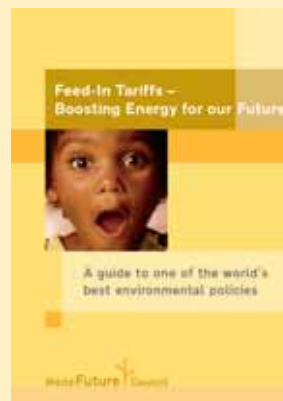 Feed-In Tariffs –
Boosting Energy for our Future
A guide to one of the world's
best environmental policies
World Future Council